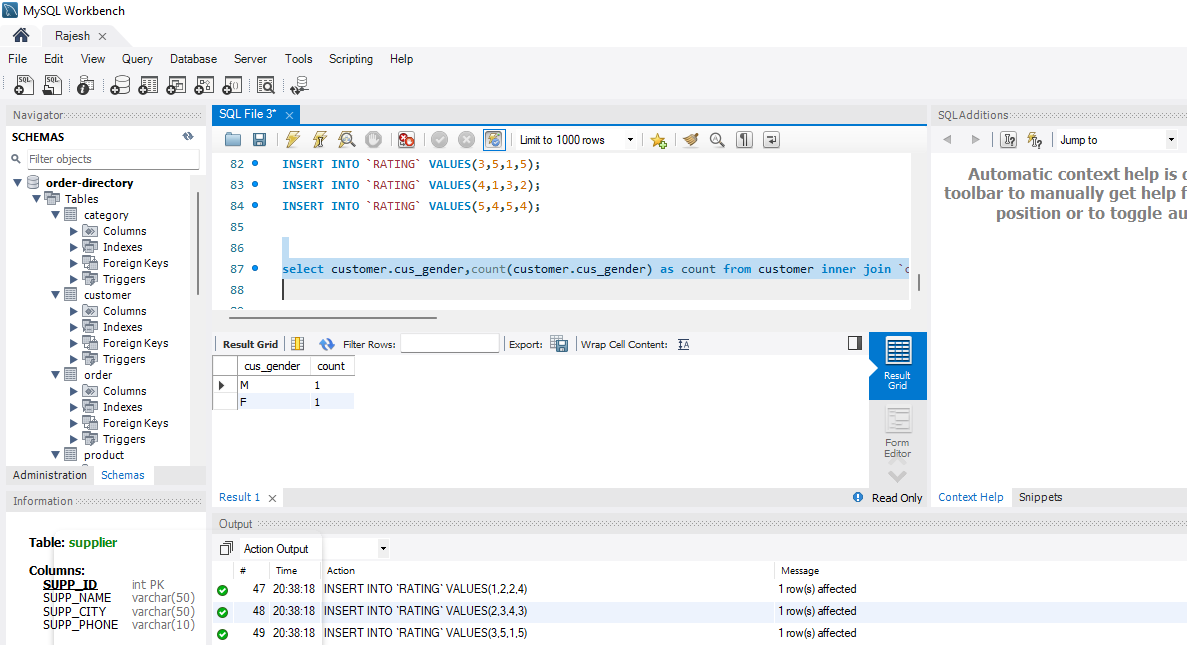 MySQL Workbench
Rajesh
File Edit View Query Database Server Tools Scripting Help
Navigator
SCHEMAS
Filter objects
order-directory
Tables
category
Columns
Indexes
Foreign Keys
Triggers
customer
Columns
Indexes
Foreign Keys
Triggers
order
Columns
Indexes
Foreign Keys
Triggers
product
Administration Schemas
Information
Table: supplier
Columns:
SUPP_ID int PK
SUPP_NAME varchar(50)
SUPP_CITY varchar(50)
SUPP_PHONE varchar(10)
SQL File 3*
Limit to 1000 rows
82 INSERT INTO `RATING` VALUES(3,5,1,5);
83 INSERT INTO `RATING` VALUES(4,1,3,2);
84 INSERT INTO `RATING` VALUES(5,4,5,4);
85
86
87 select customer.cus_gender,count(customer.cus_gender) as count from customer inner join `
88
Result Grid Filter Rows: Export: Wrap Cell Content:
cus_gender count
M 1
F 1
Result Grid
Form Editor
Result 1
Read Only
Output
Action Output
# Time Action Message
47 20:38:18 INSERT INTO `RATING` VALUES(1,2,2,4) 1 row(s) affected
48 20:38:18 INSERT INTO `RATING` VALUES(2,3,4,3) 1 row(s) affected
49 20:38:18 INSERT INTO `RATING` VALUES(3,5,1,5) 1 row(s) affected
SQLAdditions
Jump to
Automatic context help is
toolbar to manually get help
position or to toggle
Context Help Snippets